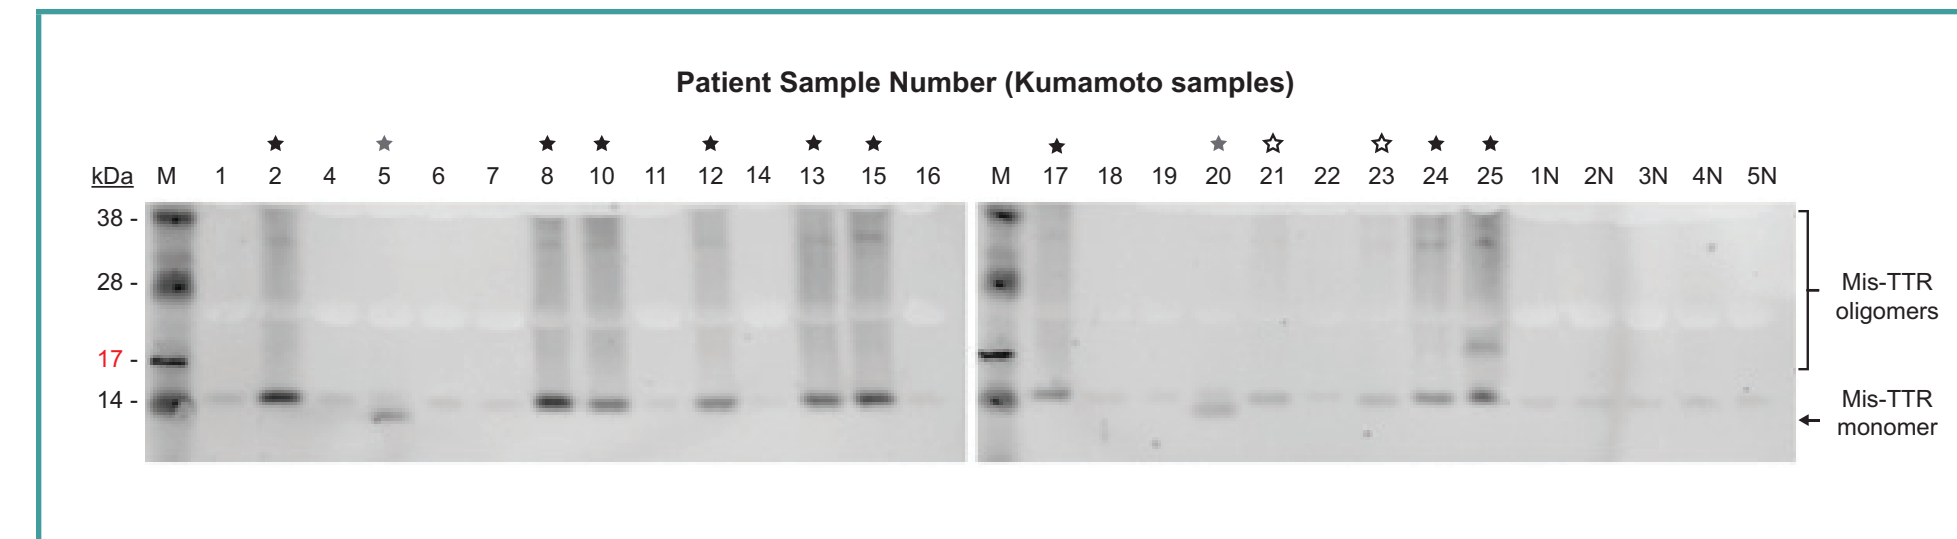 Patient Sample Number (Kumamoto samples)
★ ★ ★ ★ ★ ★ ★ ★ ★ ☆ ☆ ★ ★
kDa M 1 2 4 5 6 7 8 10 11 12 14 13 15 16 M 17 18 19 20 21 22 23 24 25 1N 2N 3N 4N 5N
38 -
28 -
17 -
14 -
Mis-TTR
oligomers
Mis-TTR
monomer